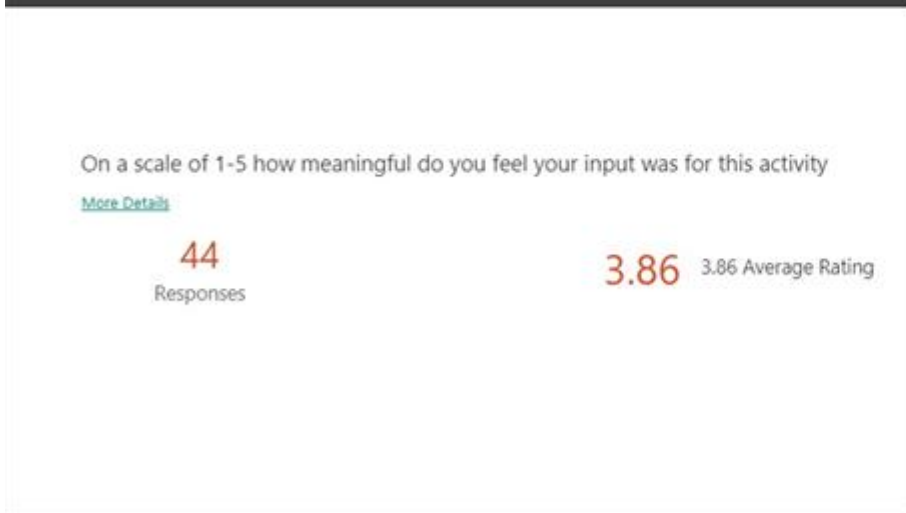 On a scale of 1-5 how meaningful do you feel your input was for this activity
More Details
44
Responses
3.86 3.86 Average Rating